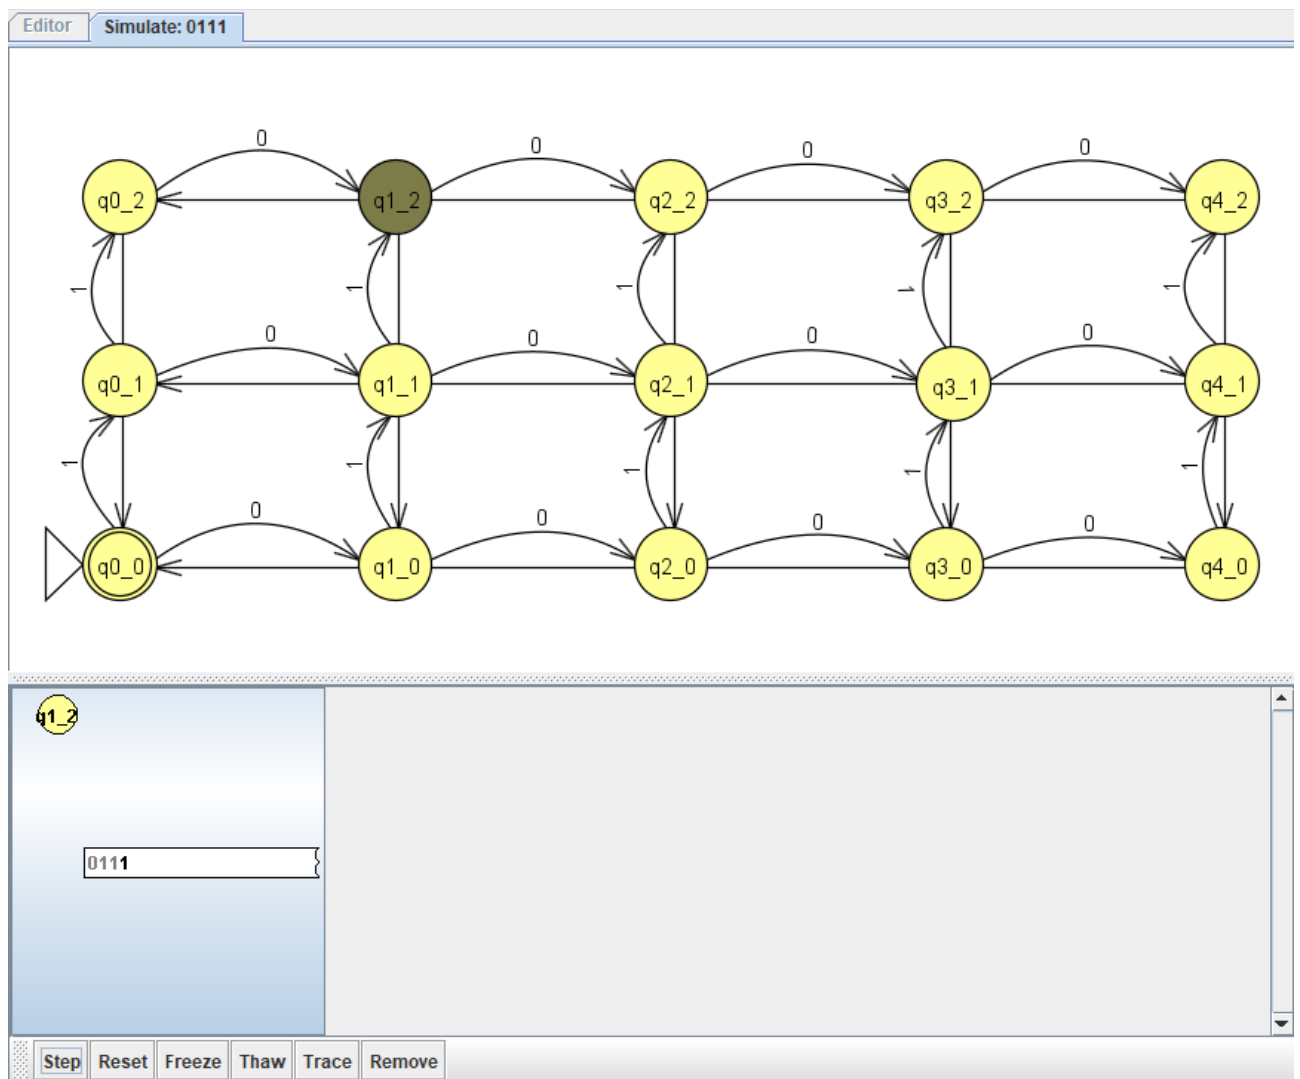 Editor Simulate: 0111
0 0 0 0
q0_2 q1_2 q2_2 q3_2 q4_2
1 1 1 1 1
0 0 0 0
q0_1 q1_1 q2_1 q3_1 q4_1
1 1 1 1 1
0 0 0 0
q0_0 q1_0 q2_0 q3_0 q4_0
q1_2
0111
Step Reset Freeze Thaw Trace Remove